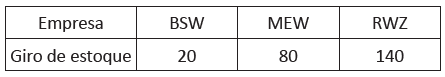 Empresa BSW MEW RWZ
Giro de estoque 20 80 140